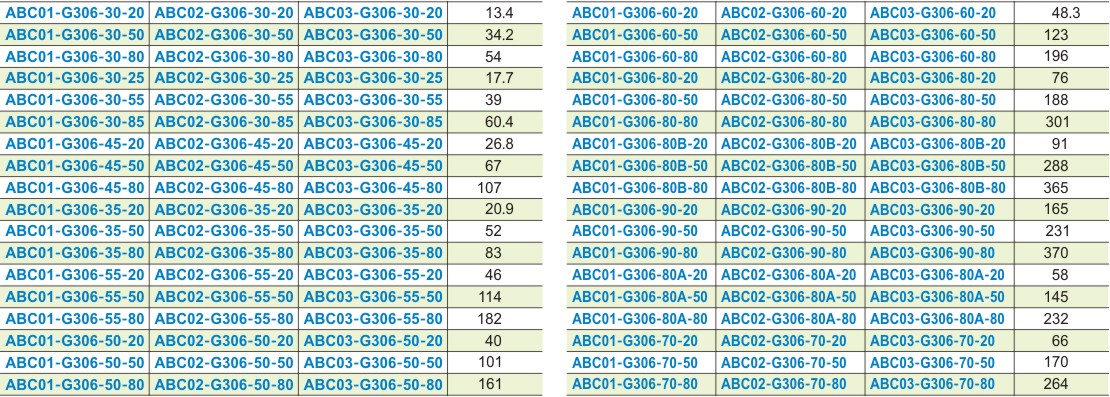 ABC01-G306-30-20 ABC02-G306-30-20 ABC03-G306-30-20 13.4
ABC01-G306-30-50 ABC02-G306-30-50 ABC03-G306-30-50 34.2
ABC01-G306-30-80 ABC02-G306-30-80 ABC03-G306-30-80 54
ABC01-G306-30-25 ABC02-G306-30-25 ABC03-G306-30-25 17.7
ABC01-G306-30-55 ABC02-G306-30-55 ABC03-G306-30-55 39
ABC01-G306-30-85 ABC02-G306-30-85 ABC03-G306-30-85 60.4
ABC01-G306-45-20 ABC02-G306-45-20 ABC03-G306-45-20 26.8
ABC01-G306-45-50 ABC02-G306-45-50 ABC03-G306-45-50 67
ABC01-G306-45-80 ABC02-G306-45-80 ABC03-G306-45-80 107
ABC01-G306-35-20 ABC02-G306-35-20 ABC03-G306-35-20 20.9
ABC01-G306-35-50 ABC02-G306-35-50 ABC03-G306-35-50 52
ABC01-G306-35-80 ABC02-G306-35-80 ABC03-G306-35-80 83
ABC01-G306-55-20 ABC02-G306-55-20 ABC03-G306-55-20 46
ABC01-G306-55-50 ABC02-G306-55-50 ABC03-G306-55-50 114
ABC01-G306-55-80 ABC02-G306-55-80 ABC03-G306-55-80 182
ABC01-G306-50-20 ABC02-G306-50-20 ABC03-G306-50-20 40
ABC01-G306-50-50 ABC02-G306-50-50 ABC03-G306-50-50 101
ABC01-G306-50-80 ABC02-G306-50-80 ABC03-G306-50-80 161
ABC01-G306-60-20 ABC02-G306-60-20 ABC03-G306-60-20 48.3
ABC01-G306-60-50 ABC02-G306-60-50 ABC03-G306-60-50 123
ABC01-G306-60-80 ABC02-G306-60-80 ABC03-G306-60-80 196
ABC01-G306-80-20 ABC02-G306-80-20 ABC03-G306-80-20 76
ABC01-G306-80-50 ABC02-G306-80-50 ABC03-G306-80-50 188
ABC01-G306-80-80 ABC02-G306-80-80 ABC03-G306-80-80 301
ABC01-G306-80B-20 ABC02-G306-80B-20 ABC03-G306-80B-20 91
ABC01-G306-80B-50 ABC02-G306-80B-50 ABC03-G306-80B-50 288
ABC01-G306-80B-80 ABC02-G306-80B-80 ABC03-G306-80B-80 365
ABC01-G306-90-20 ABC02-G306-90-20 ABC03-G306-90-20 165
ABC01-G306-90-50 ABC02-G306-90-50 ABC03-G306-90-50 231
ABC01-G306-90-80 ABC02-G306-90-80 ABC03-G306-90-80 370
ABC01-G306-80A-20 ABC02-G306-80A-20 ABC03-G306-80A-20 58
ABC01-G306-80A-50 ABC02-G306-80A-50 ABC03-G306-80A-50 145
ABC01-G306-80A-80 ABC02-G306-80A-80 ABC03-G306-80A-80 232
ABC01-G306-70-20 ABC02-G306-70-20 ABC03-G306-70-20 66
ABC01-G306-70-50 ABC02-G306-70-50 ABC03-G306-70-50 170
ABC01-G306-70-80 ABC02-G306-70-80 ABC03-G306-70-80 264